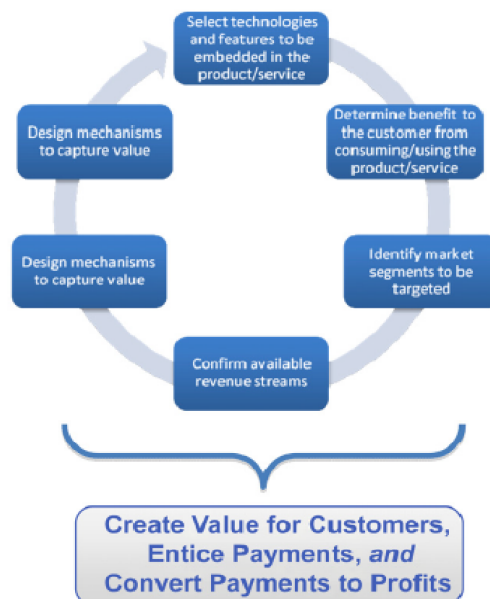 Select technologies
and features to be
embedded in the
product/service
Determine benefit to
the customer from
consuming/using the
product/service
Identify market
segments to be
targeted
Confirm available
revenue streams
Design mechanisms
to capture value
Design mechanisms
to capture value
Create Value for Customers,
Entice Payments, and
Convert Payments to Profits